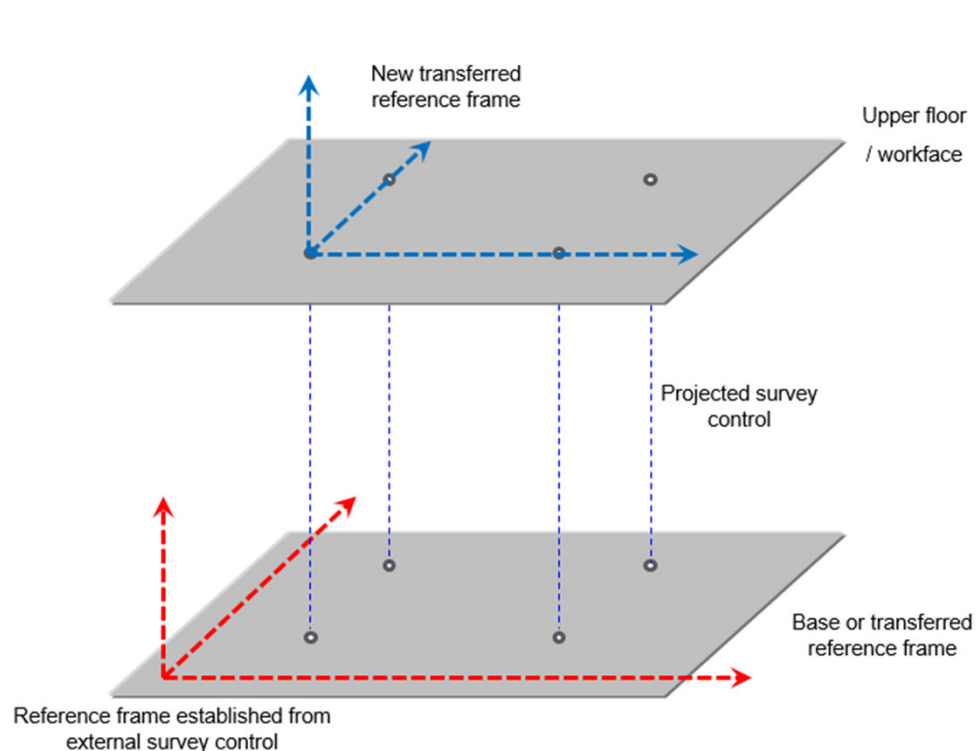 New transferred
reference frame
Upper floor
/ workface
Projected survey
control
Base or transferred
reference frame
Reference frame established from
external survey control